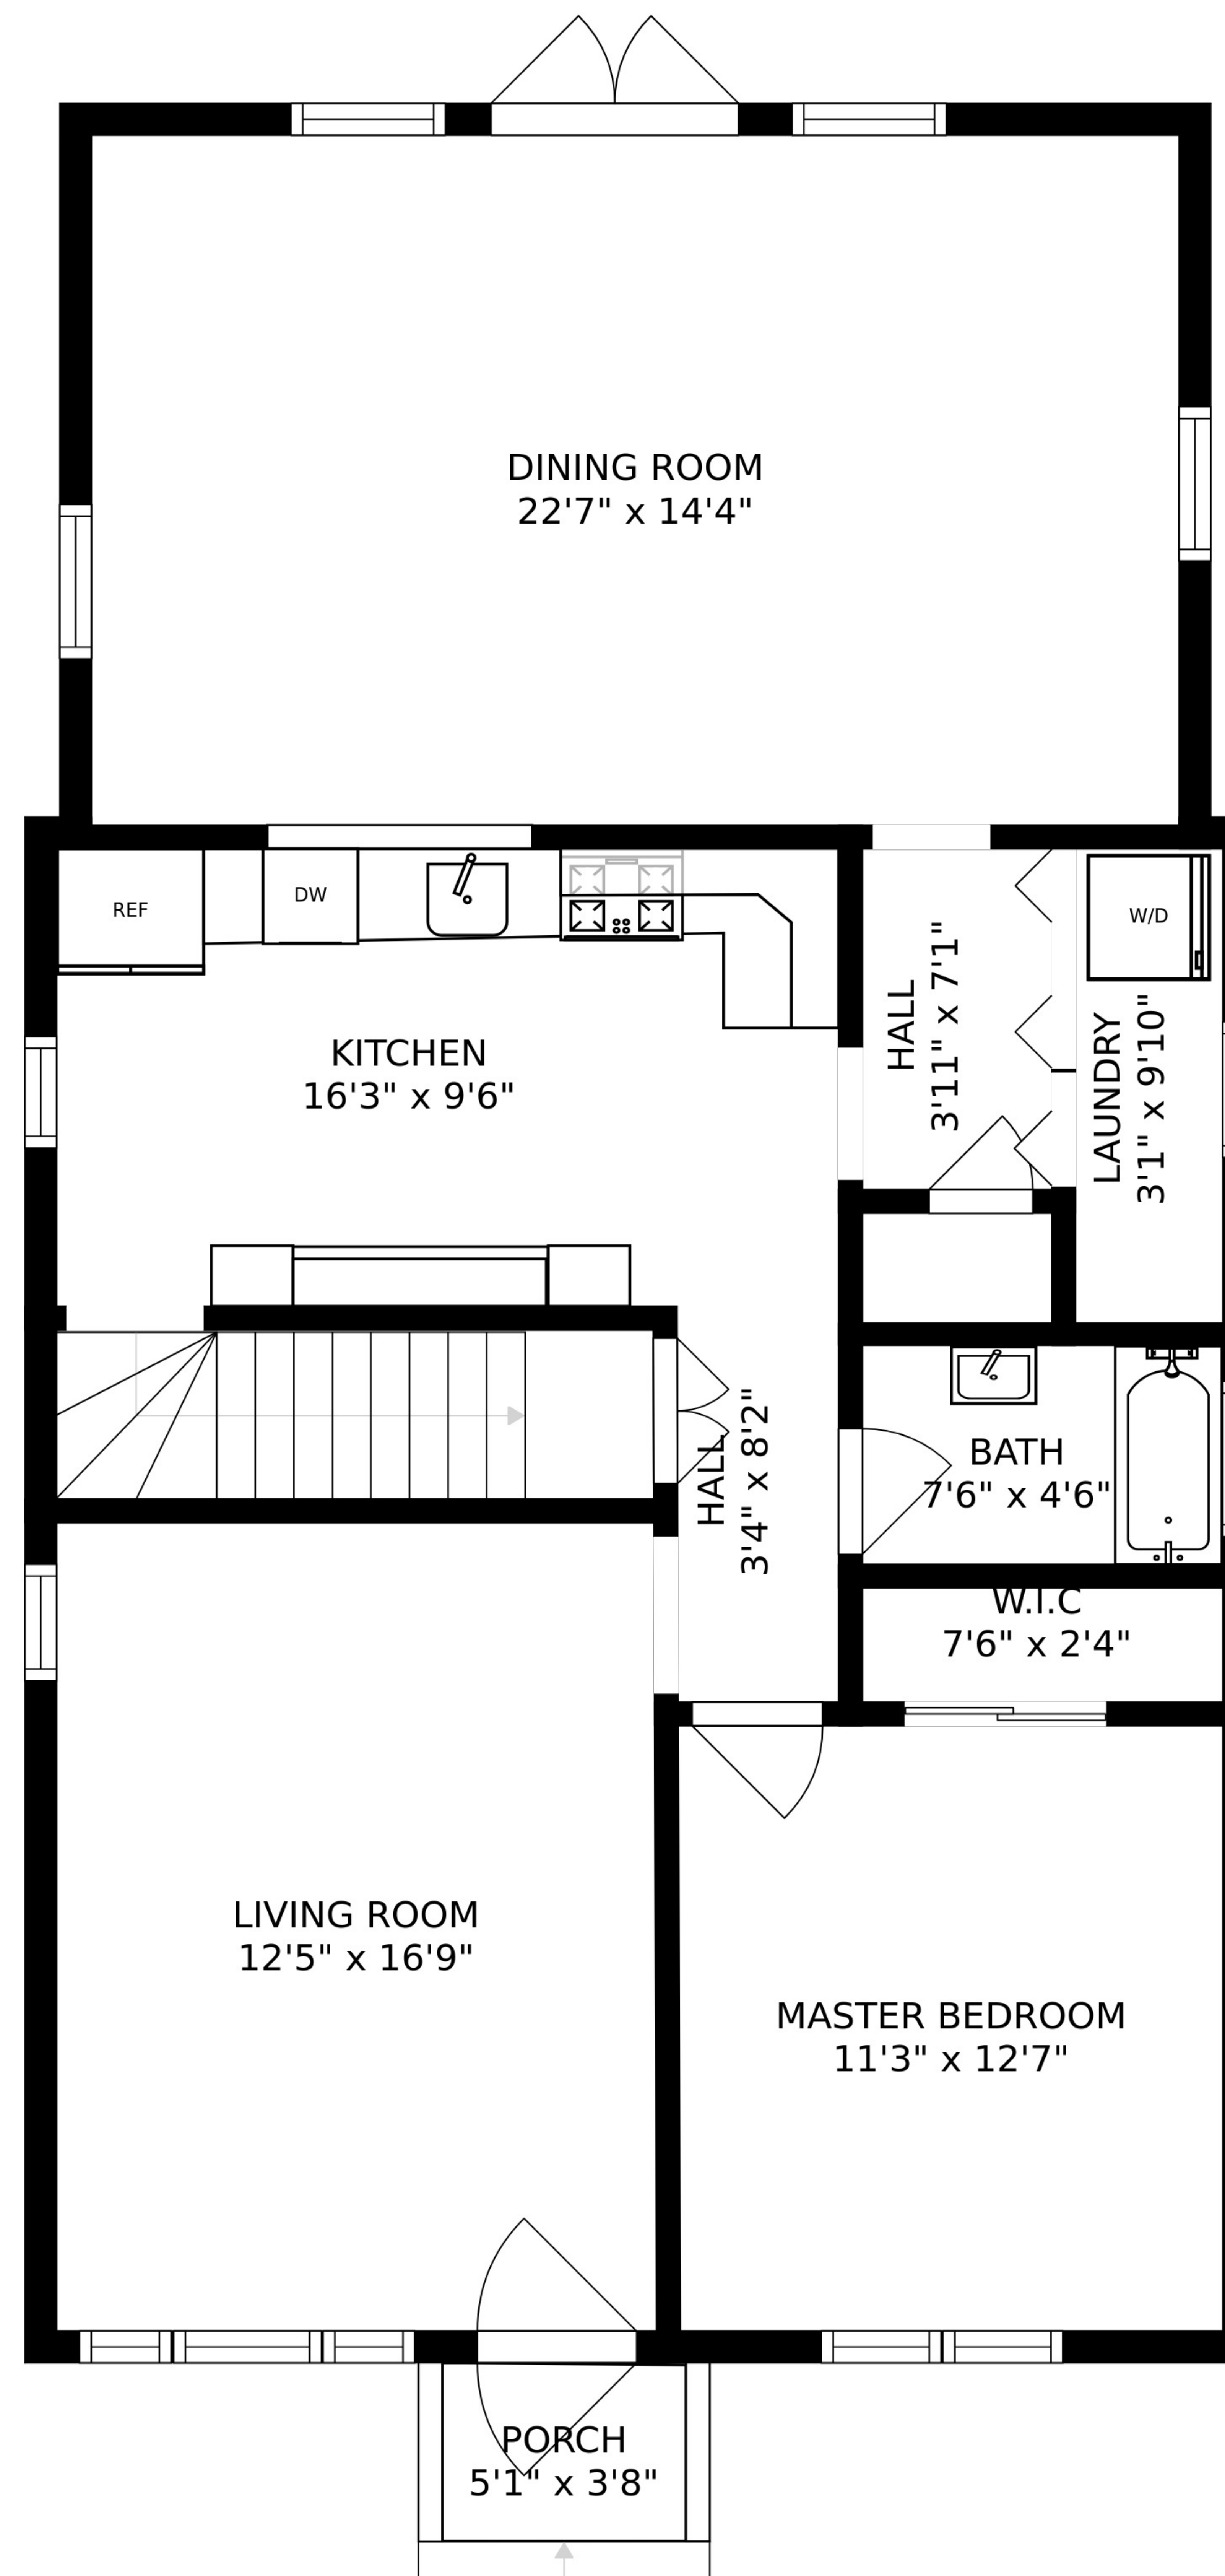 DINING ROOM
22'7" x 14'4"
REF
DW
W/D
HALL
3'11" x 7'1"
LAUNDRY
3'1" x 9'10"
KITCHEN
16'3" x 9'6"
HALL
3'4" x 8'2"
BATH
7'6" x 4'6"
W.I.C
7'6" x 2'4"
LIVING ROOM
12'5" x 16'9"
MASTER BEDROOM
11'3" x 12'7"
PORCH
5'1" x 3'8"